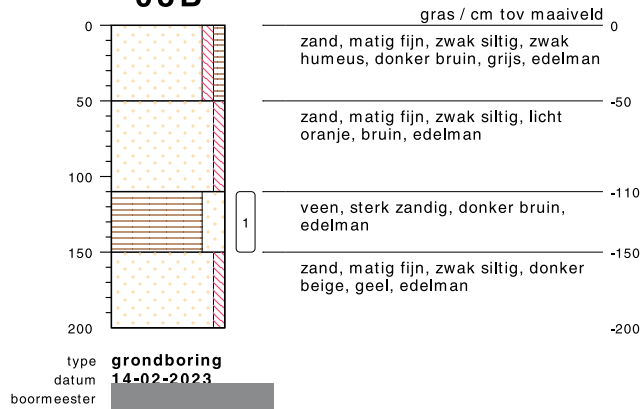 gras / cm tov maaiveld
0
0
zand, matig fijn, zwak siltig, zwak
humeus, donker bruin, grijs, edelman
50
-50
zand, matig fijn, zwak siltig, licht
oranje, bruin, edelman
100
-110
1
veen, sterk zandig, donker bruin,
edelman
150
-150
zand, matig fijn, zwak siltig, donker
beige, geel, edelman
200
-200
type grondboring
datum 14-02-2023
boormeester